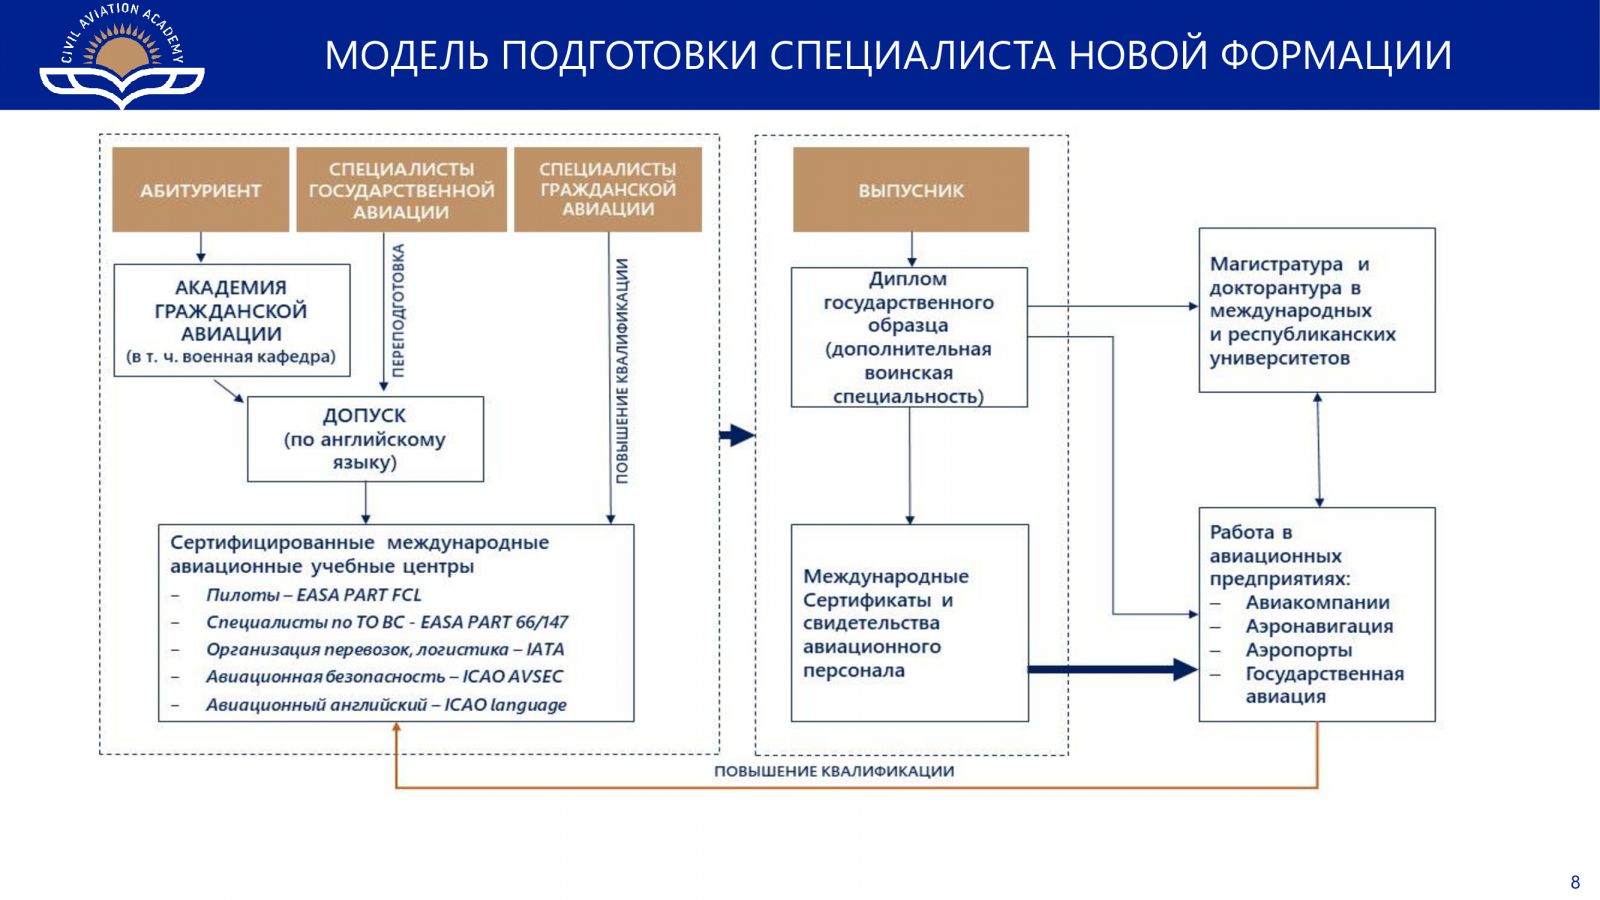 CIVIL AVIATION ACADEMY
МОДЕЛЬ ПОДГОТОВКИ СПЕЦИАЛИСТА НОВОЙ ФОРМАЦИИ
АБИТУРИЕНТ
СПЕЦИАЛИСТЫ
ГОСУДАРСТВЕННОЙ
АВИАЦИИ
СПЕЦИАЛИСТЫ
ГРАЖДАНСКОЙ
АВИАЦИИ
АКАДЕМИЯ
ГРАЖДАНСКОЙ
АВИАЦИИ
(в т. ч. военная кафедра)
ПЕРЕПОДГОТОВКА
ПОВЫШЕНИЕ КВАЛИФИКАЦИИ
ДОПУСК
(по английскому
языку)
Сертифицированные международные
авиационные учебные центры
– Пилоты – EASA PART FCL
– Специалисты по ТО ВС - EASA PART 66/147
– Организация перевозок, логистика – IATA
– Авиационная безопасность – ICAO AVSEC
– Авиационный английский – ICAO language
ВЫПУСНИК
Диплом
государственного
образца
(дополнительная
воинская
специальность)
Международные
Сертификаты и
свидетельства
авиационного
персонала
Магистратура и
докторантура в
международных
и республиканских
университетов
Работа в
авиационных
предприятиях:
– Авиакомпании
– Аэронавигация
– Аэропорты
– Государственная
авиация
ПОВЫШЕНИЕ КВАЛИФИКАЦИИ
8